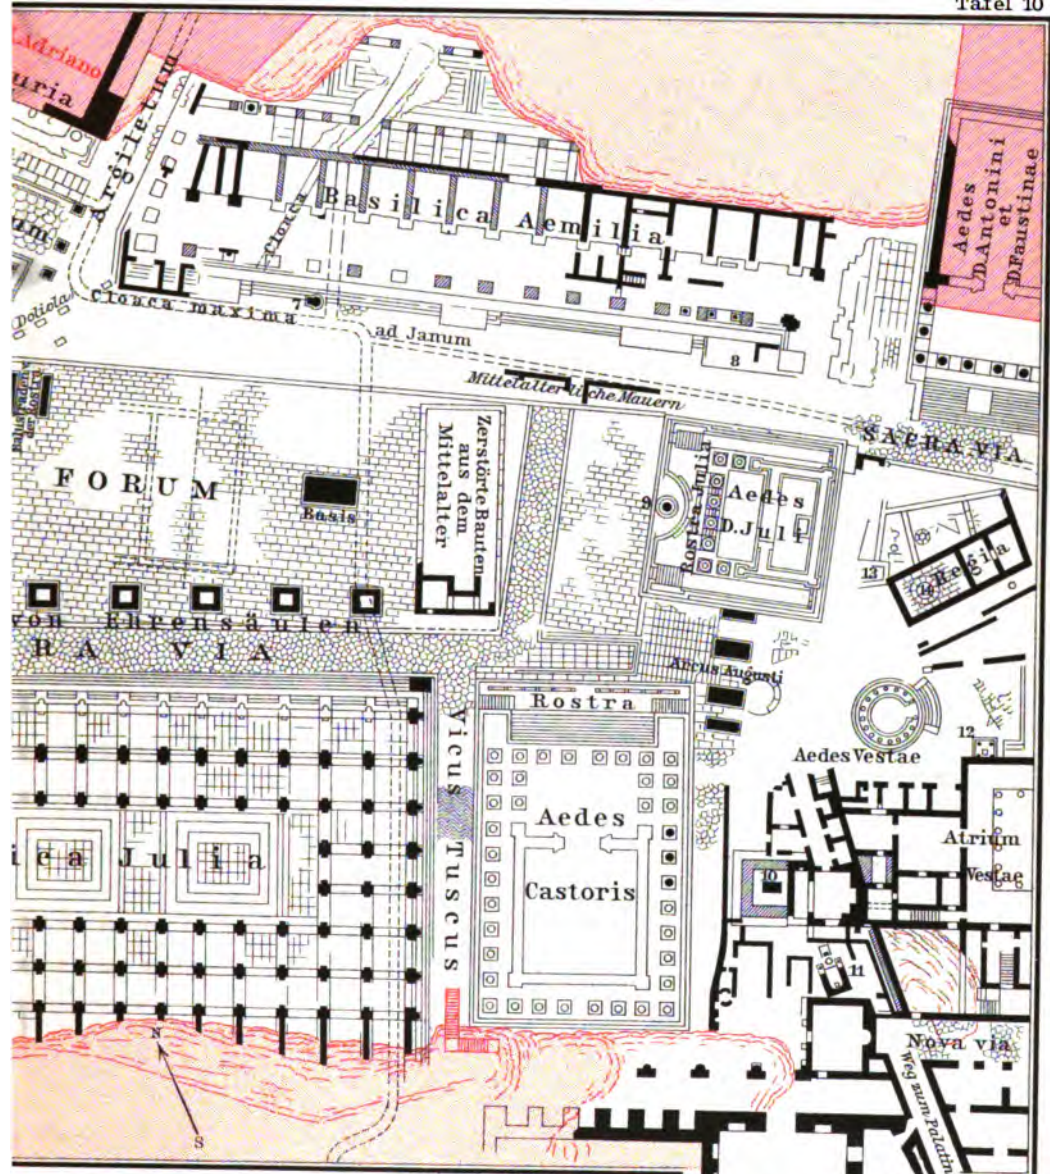 Tafel 10
Adriano
uria
Argiletum
Basilica Aemilia
Cloaca
Aedes
D. Antonini
et
D. Faustinae
um
Doliola
Cloaca maxima
7
ad Janum
8
Mittelalterliche Mauern
SACRA VIA
FORUM
Basis
Zerstörte Bauten
aus dem
Mittelalter
9
Rostra Julia
Aedes
D. Juli
13
Regia
14
von Ehrensäulen
RA VIA
Arcus Augusti
Rostra
Vicus Tuscus
12
Aedes Vestae
Aedes
Castoris
ica Julia
Atrium
Vestae
10
11
N
S
Nova via
Weg zum Palatin